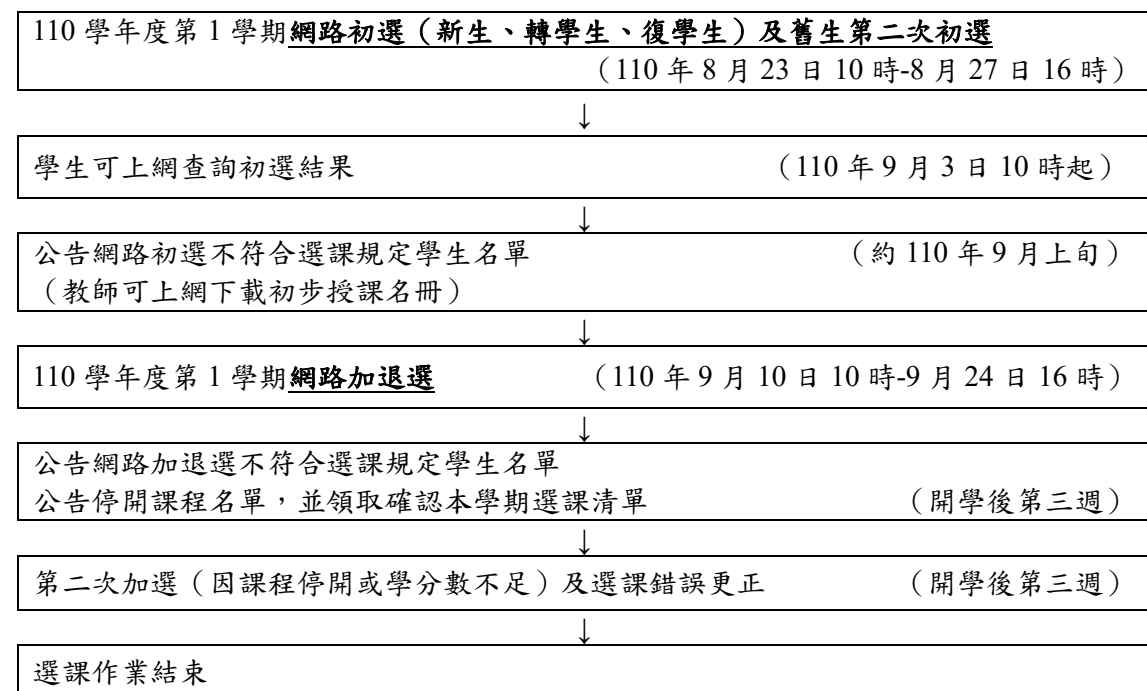 110 學年度第 1 學期網路初選（新生、轉學生、復學生）及舊生第二次初選
（110 年 8 月 23 日 10 時-8 月 27 日 16 時）
↓
學生可上網查詢初選結果 （110 年 9 月 3 日 10 時起）
↓
公告網路初選不符合選課規定學生名單 （約 110 年 9 月上旬）
（教師可上網下載初步授課名冊）
↓
110 學年度第 1 學期網路加退選 （110 年 9 月 10 日 10 時-9 月 24 日 16 時）
↓
公告網路加退選不符合選課規定學生名單
公告停開課程名單，並領取確認本學期選課清單 （開學後第三週）
↓
第二次加選（因課程停開或學分數不足）及選課錯誤更正 （開學後第三週）
↓
選課作業結束